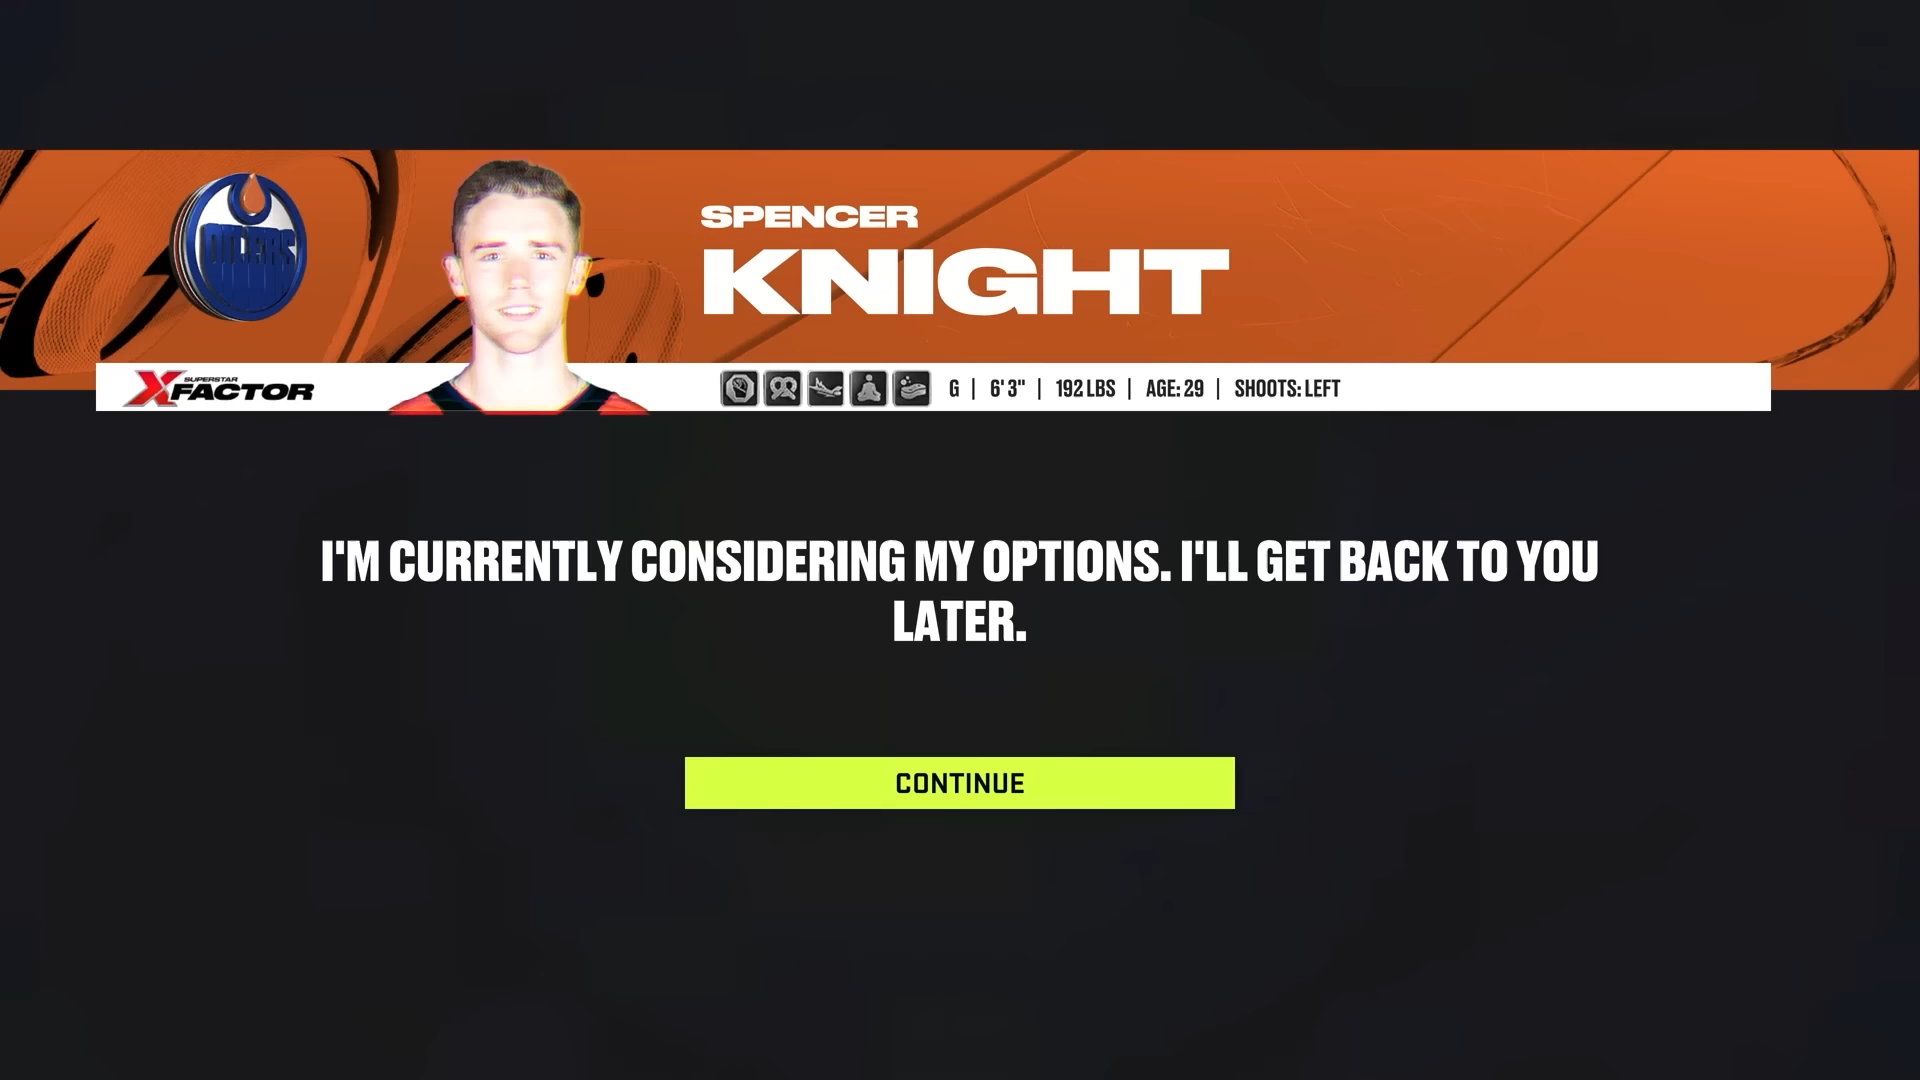 OILERS
SPENCER
KNIGHT
SUPERSTAR
XFACTOR
G | 6' 3" | 192 LBS | AGE: 29 | SHOOTS: LEFT
I'M CURRENTLY CONSIDERING MY OPTIONS. I'LL GET BACK TO YOU
LATER.
CONTINUE